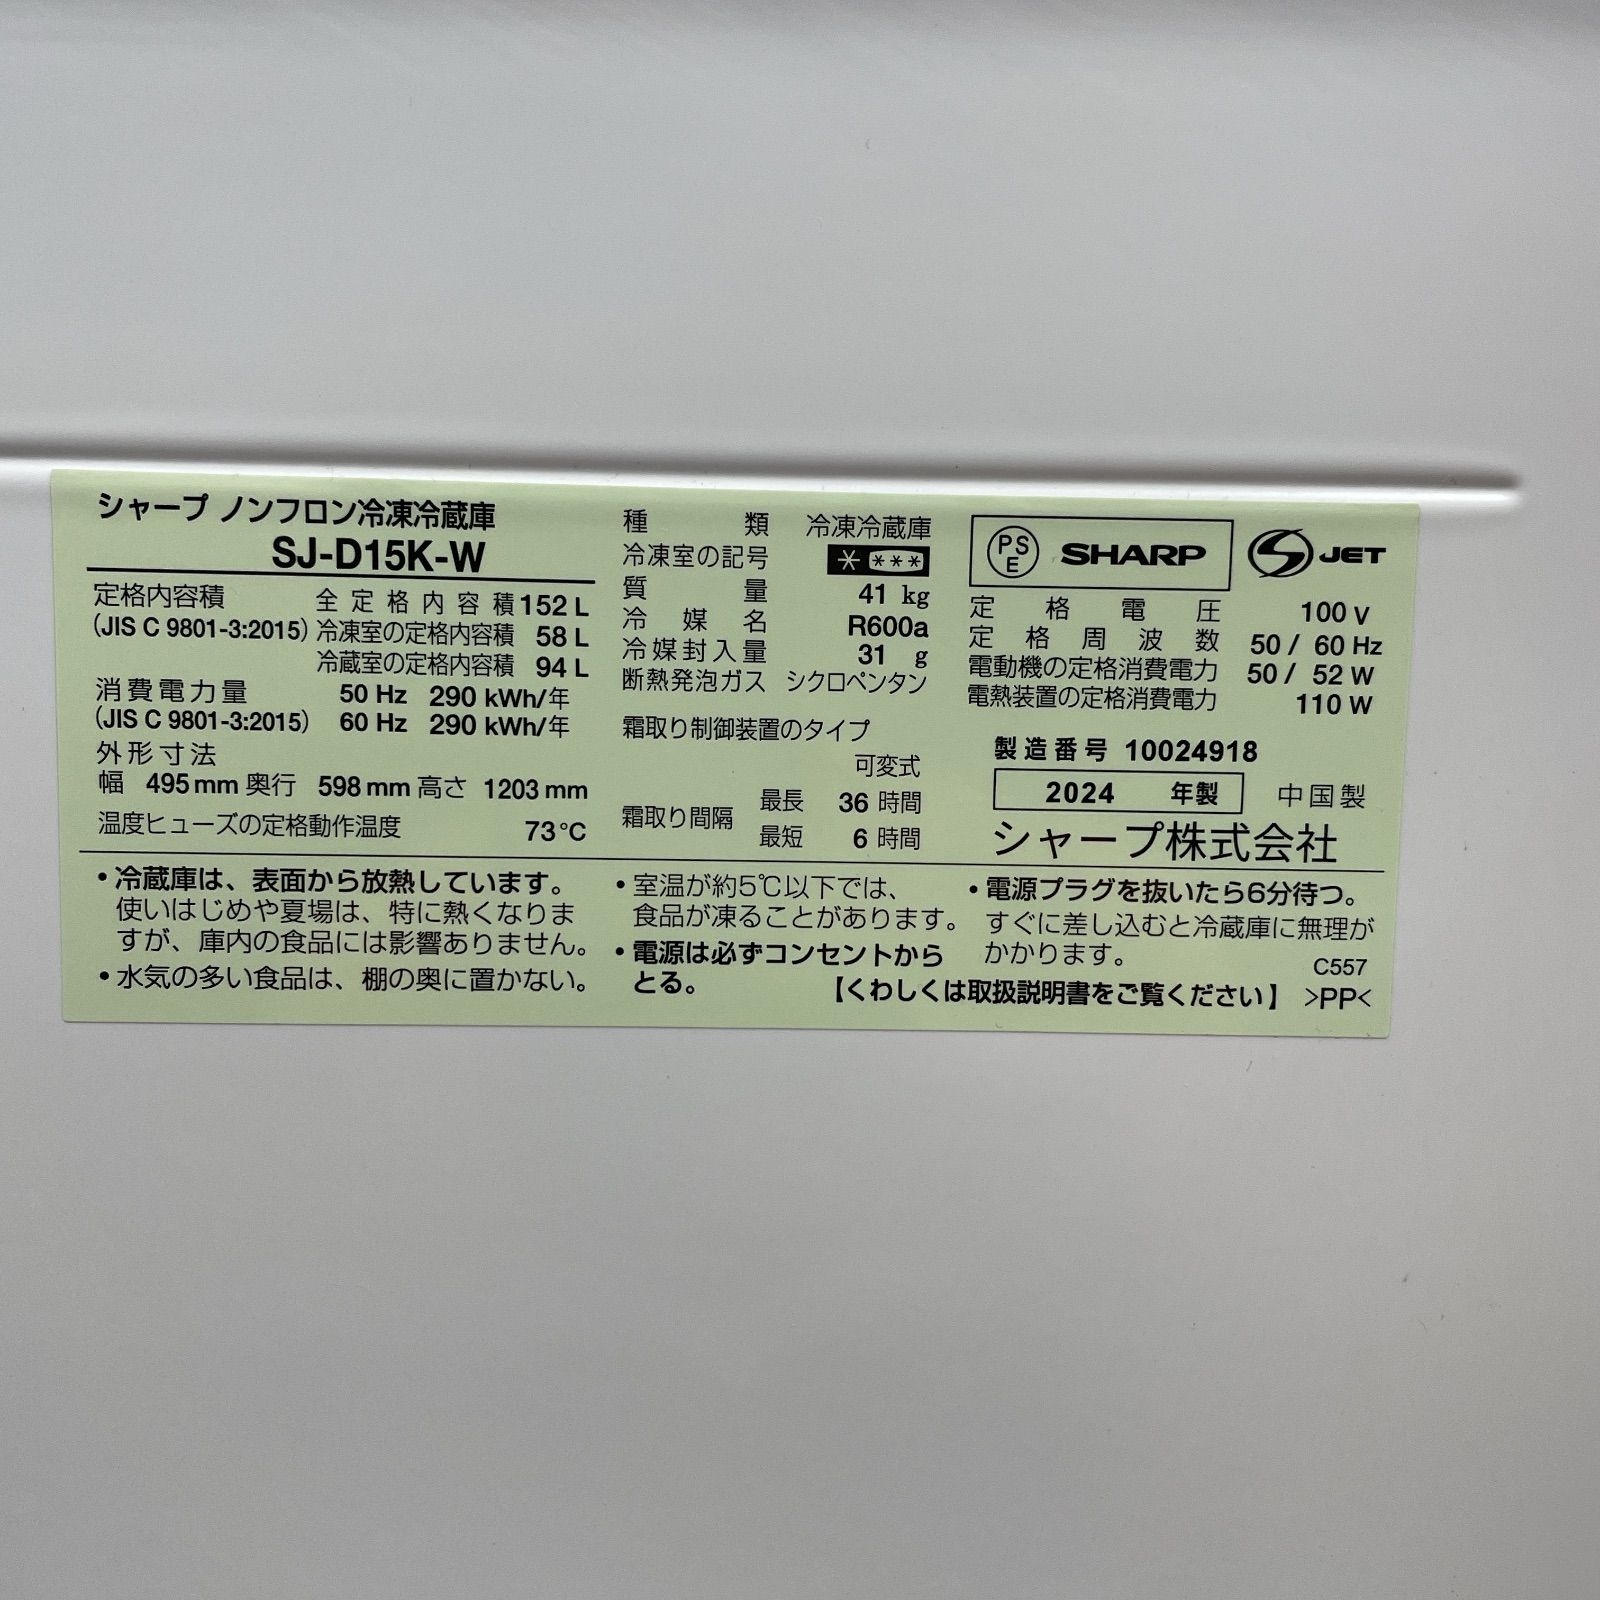 シャープ ノンフロン冷凍冷蔵庫
SJ-D15K-W
定格内容積 全定格内容積 152 L
(JIS C 9801-3:2015) 冷凍室の定格内容積 58 L
冷蔵室の定格内容積 94 L
消費電力量 50 Hz 290 kWh/年
(JIS C 9801-3:2015) 60 Hz 290 kWh/年
外形寸法
幅 495 mm 奥行 598 mm 高さ 1203 mm
温度ヒューズの定格動作温度 73℃
種類 冷凍冷蔵庫
冷凍室の記号 * ***
質量 41 kg
冷媒名 R600a
冷媒封入量 31 g
断熱発泡ガス シクロペンタン
霜取り制御装置のタイプ
可変式
霜取り間隔 最長 36 時間
最短 6 時間
PSE SHARP JET
定格電圧 100 V
定格周波数 50 / 60 Hz
電動機の定格消費電力 50 / 52 W
電熱装置の定格消費電力 110 W
製造番号 10024918
2024 年製 中国製
シャープ株式会社
・冷蔵庫は、表面から放熱しています。
使いはじめや夏場は、特に熱くなりま
すが、庫内の食品には影響ありません。
・水気の多い食品は、棚の奥に置かない。
・室温が約5℃以下では、
食品が凍ることがあります。
・電源は必ずコンセントから
とる。
・電源プラグを抜いたら6分待つ。
すぐに差し込むと冷蔵庫に無理が
かかります。
C557
【くわしくは取扱説明書をご覧ください】 >PP<